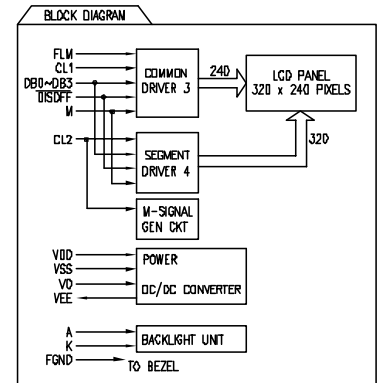 BLOCK DIAGRAM
FLM
CL1
DB0~DB3
DISOFF
M
CL2
COMMON
DRIVER 3
240
LCD PANEL
320 x 240 PIXELS
320
SEGMENT
DRIVER 4
M-SIGNAL
GEN CKT
VDD
VSS
VO
VEE
POWER
DC/DC CONVERTER
A
K
BACKLIGHT UNIT
FGND
TO BEZEL